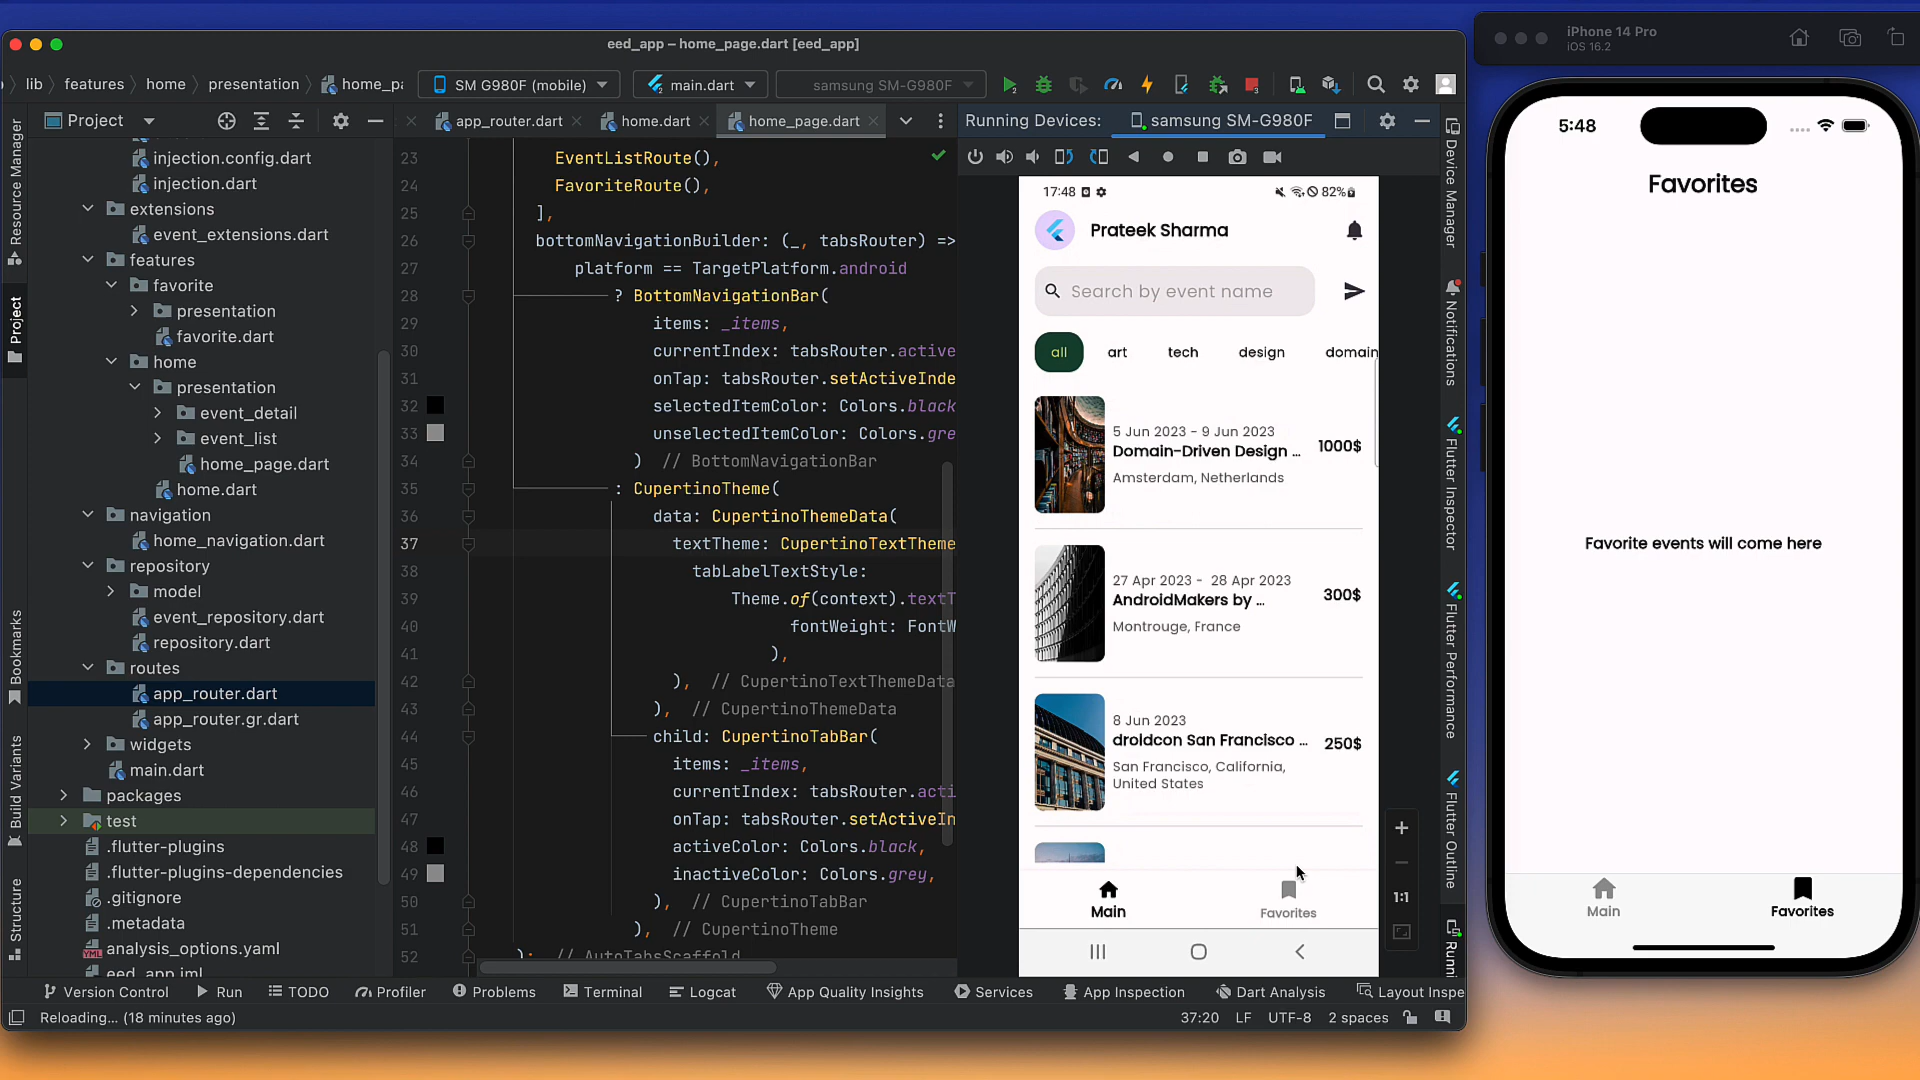 eed_app – home_page.dart [eed_app]
lib
features
home
presentation
home_pa
SM G980F (mobile)
main.dart
samsung SM-G980F
Project
app_router.dart
home.dart
home_page.dart
Running Devices:
samsung SM-G980F
Resource Manager
Project
Bookmarks
Build Variants
Structure
injection.config.dart
injection.dart
extensions
event_extensions.dart
features
favorite
presentation
favorite.dart
home
presentation
event_detail
event_list
home_page.dart
home.dart
navigation
home_navigation.dart
repository
model
event_repository.dart
repository.dart
routes
app_router.dart
app_router.gr.dart
widgets
main.dart
packages
test
.flutter-plugins
.flutter-plugins-dependencies
.gitignore
.metadata
analysis_options.yaml
eed_app.iml
23 EventListRoute(),
24 FavoriteRoute(),
25 ],
26 bottomNavigationBuilder: (_, tabsRouter) =>
27 platform == TargetPlatform.android
28 ? BottomNavigationBar(
29 items: _items,
30 currentIndex: tabsRouter.active
31 onTap: tabsRouter.setActiveInde
32 selectedItemColor: Colors.black
33 unselectedItemColor: Colors.gre
34 ) // BottomNavigationBar
35 : CupertinoTheme(
36 data: CupertinoThemeData(
37 textTheme: CupertinoTextTheme
38 tabLabelTextStyle:
39 Theme.of(context).textT
40 fontWeight: FontW
41 ),
42 ), // CupertinoTextThemeData
43 ), // CupertinoThemeData
44 child: CupertinoTabBar(
45 items: _items,
46 currentIndex: tabsRouter.acti
47 onTap: tabsRouter.setActiveIn
48 activeColor: Colors.black,
49 inactiveColor: Colors.grey,
50 ), // CupertinoTabBar
51 ), // CupertinoTheme
52 ); // AutoTabsScaffold
17:48
82%
Prateek Sharma
Search by event name
all
art
tech
design
domain
5 Jun 2023 - 9 Jun 2023
Domain-Driven Design ...
1000$
Amsterdam, Netherlands
27 Apr 2023 - 28 Apr 2023
AndroidMakers by ...
300$
Montrouge, France
8 Jun 2023
droidcon San Francisco ...
250$
San Francisco, California,
United States
Main
Favorites
1:1
Device Manager
Notifications
Flutter Inspector
Flutter Performance
Flutter Outline
Runni
Version Control
Run
TODO
Profiler
Problems
Terminal
Logcat
App Quality Insights
Services
App Inspection
Dart Analysis
Layout Inspe
Reloading... (18 minutes ago)
37:20
LF
UTF-8
2 spaces
iPhone 14 Pro
iOS 16.2
5:48
Favorites
Favorite events will come here
Main
Favorites